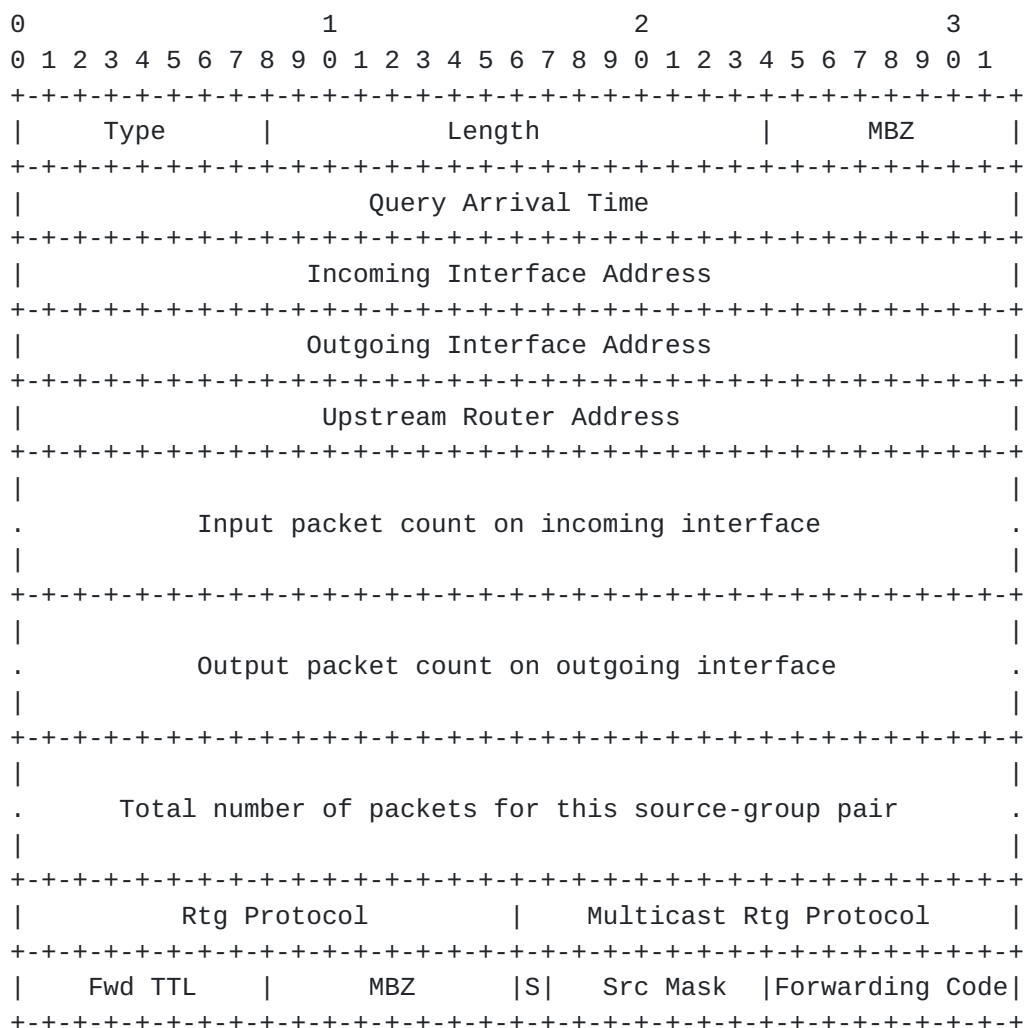 0                   1                   2                   3
0 1 2 3 4 5 6 7 8 9 0 1 2 3 4 5 6 7 8 9 0 1 2 3 4 5 6 7 8 9 0 1
+-+-+-+-+-+-+-+-+-+-+-+-+-+-+-+-+-+-+-+-+-+-+-+-+-+-+-+-+-+-+-+-+
|     Type      |           Length              |      MBZ      |
+-+-+-+-+-+-+-+-+-+-+-+-+-+-+-+-+-+-+-+-+-+-+-+-+-+-+-+-+-+-+-+-+
|                      Query Arrival Time                       |
+-+-+-+-+-+-+-+-+-+-+-+-+-+-+-+-+-+-+-+-+-+-+-+-+-+-+-+-+-+-+-+-+
|                  Incoming Interface Address                   |
+-+-+-+-+-+-+-+-+-+-+-+-+-+-+-+-+-+-+-+-+-+-+-+-+-+-+-+-+-+-+-+-+
|                  Outgoing Interface Address                   |
+-+-+-+-+-+-+-+-+-+-+-+-+-+-+-+-+-+-+-+-+-+-+-+-+-+-+-+-+-+-+-+-+
|                   Upstream Router Address                     |
+-+-+-+-+-+-+-+-+-+-+-+-+-+-+-+-+-+-+-+-+-+-+-+-+-+-+-+-+-+-+-+-+
|                                                               |
.           Input packet count on incoming interface            .
|                                                               |
+-+-+-+-+-+-+-+-+-+-+-+-+-+-+-+-+-+-+-+-+-+-+-+-+-+-+-+-+-+-+-+-+
|                                                               |
.           Output packet count on outgoing interface           .
|                                                               |
+-+-+-+-+-+-+-+-+-+-+-+-+-+-+-+-+-+-+-+-+-+-+-+-+-+-+-+-+-+-+-+-+
|                                                               |
.      Total number of packets for this source-group pair       .
|                                                               |
+-+-+-+-+-+-+-+-+-+-+-+-+-+-+-+-+-+-+-+-+-+-+-+-+-+-+-+-+-+-+-+-+
|          Rtg Protocol         |    Multicast Rtg Protocol     |
+-+-+-+-+-+-+-+-+-+-+-+-+-+-+-+-+-+-+-+-+-+-+-+-+-+-+-+-+-+-+-+-+
|    Fwd TTL    |      MBZ      |S|   Src Mask  |Forwarding Code|
+-+-+-+-+-+-+-+-+-+-+-+-+-+-+-+-+-+-+-+-+-+-+-+-+-+-+-+-+-+-+-+-+